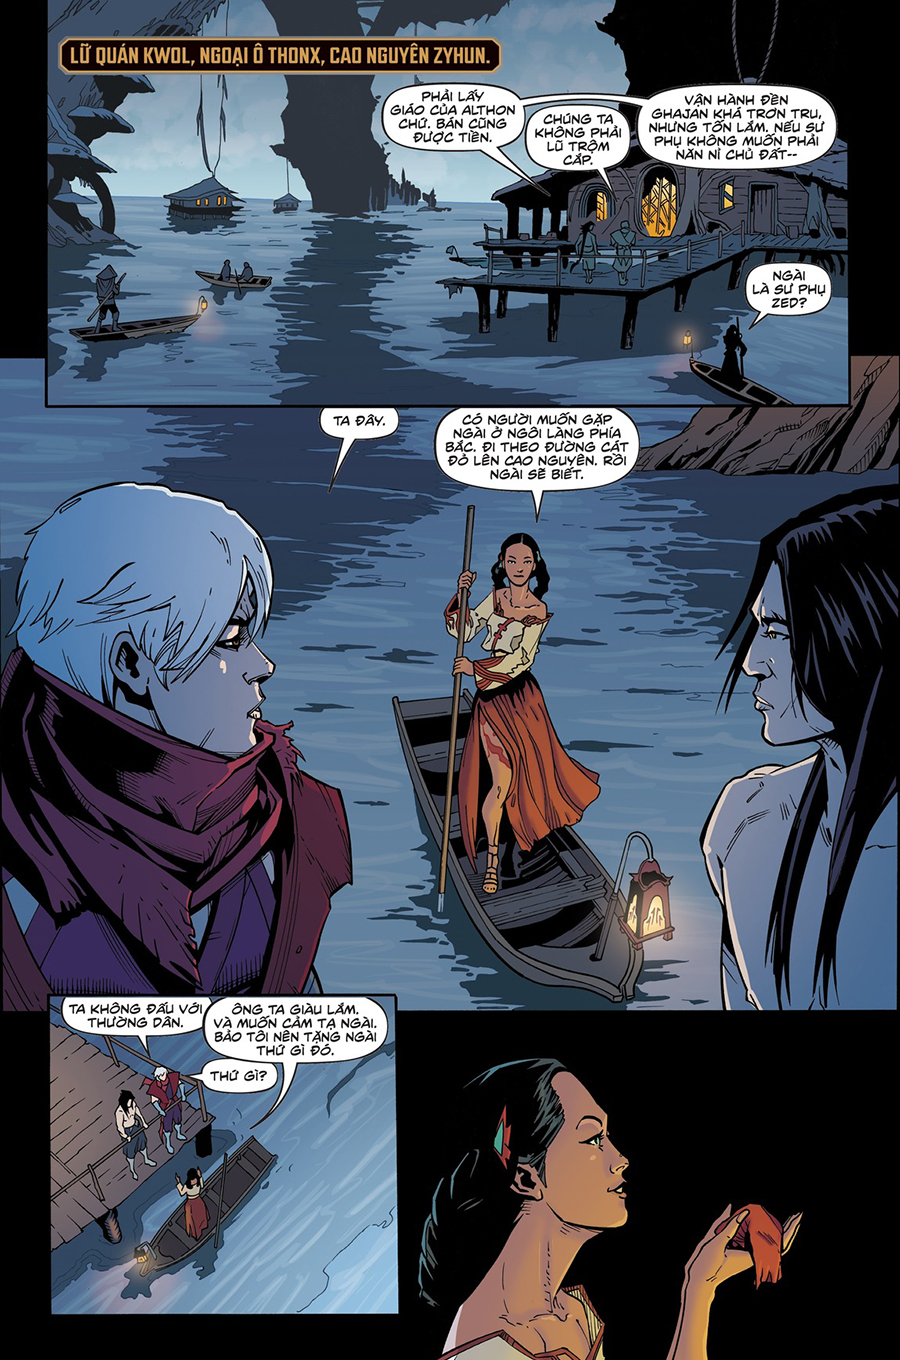 LỮ QUÁN KWOL, NGOẠI Ô THONX, CAO NGUYÊN ZYHUN.
PHẢI LẤY
GIÁO CỦA ALTHON
CHỨ. BÁN CŨNG
ĐƯỢC TIỀN.
CHÚNG TA
KHÔNG PHẢI
LŨ TRỘM
CẮP.
VẬN HÀNH ĐỀN
GHAJAN KHÁ TRƠN TRU,
NHƯNG TỐN LẮM. NẾU SƯ
PHỤ KHÔNG MUỐN PHẢI
NĂN NỈ CHỦ ĐẤT--
NGÀI
LÀ SƯ PHỤ
ZED?
TA ĐÂY.
CÓ NGƯỜI MUỐN GẶP
NGÀI Ở NGÔI LÀNG PHÍA
BẮC. ĐI THEO ĐƯỜNG CÁT
ĐỎ LÊN CAO NGUYÊN. RỒI
NGÀI SẼ BIẾT.
TA KHÔNG ĐẤU VỚI
THƯỜNG DÂN.
ÔNG TA GIÀU LẮM.
VÀ MUỐN CẢM TẠ NGÀI.
BẢO TÔI NÊN TẶNG NGÀI
THỨ GÌ ĐÓ.
THỨ GÌ?